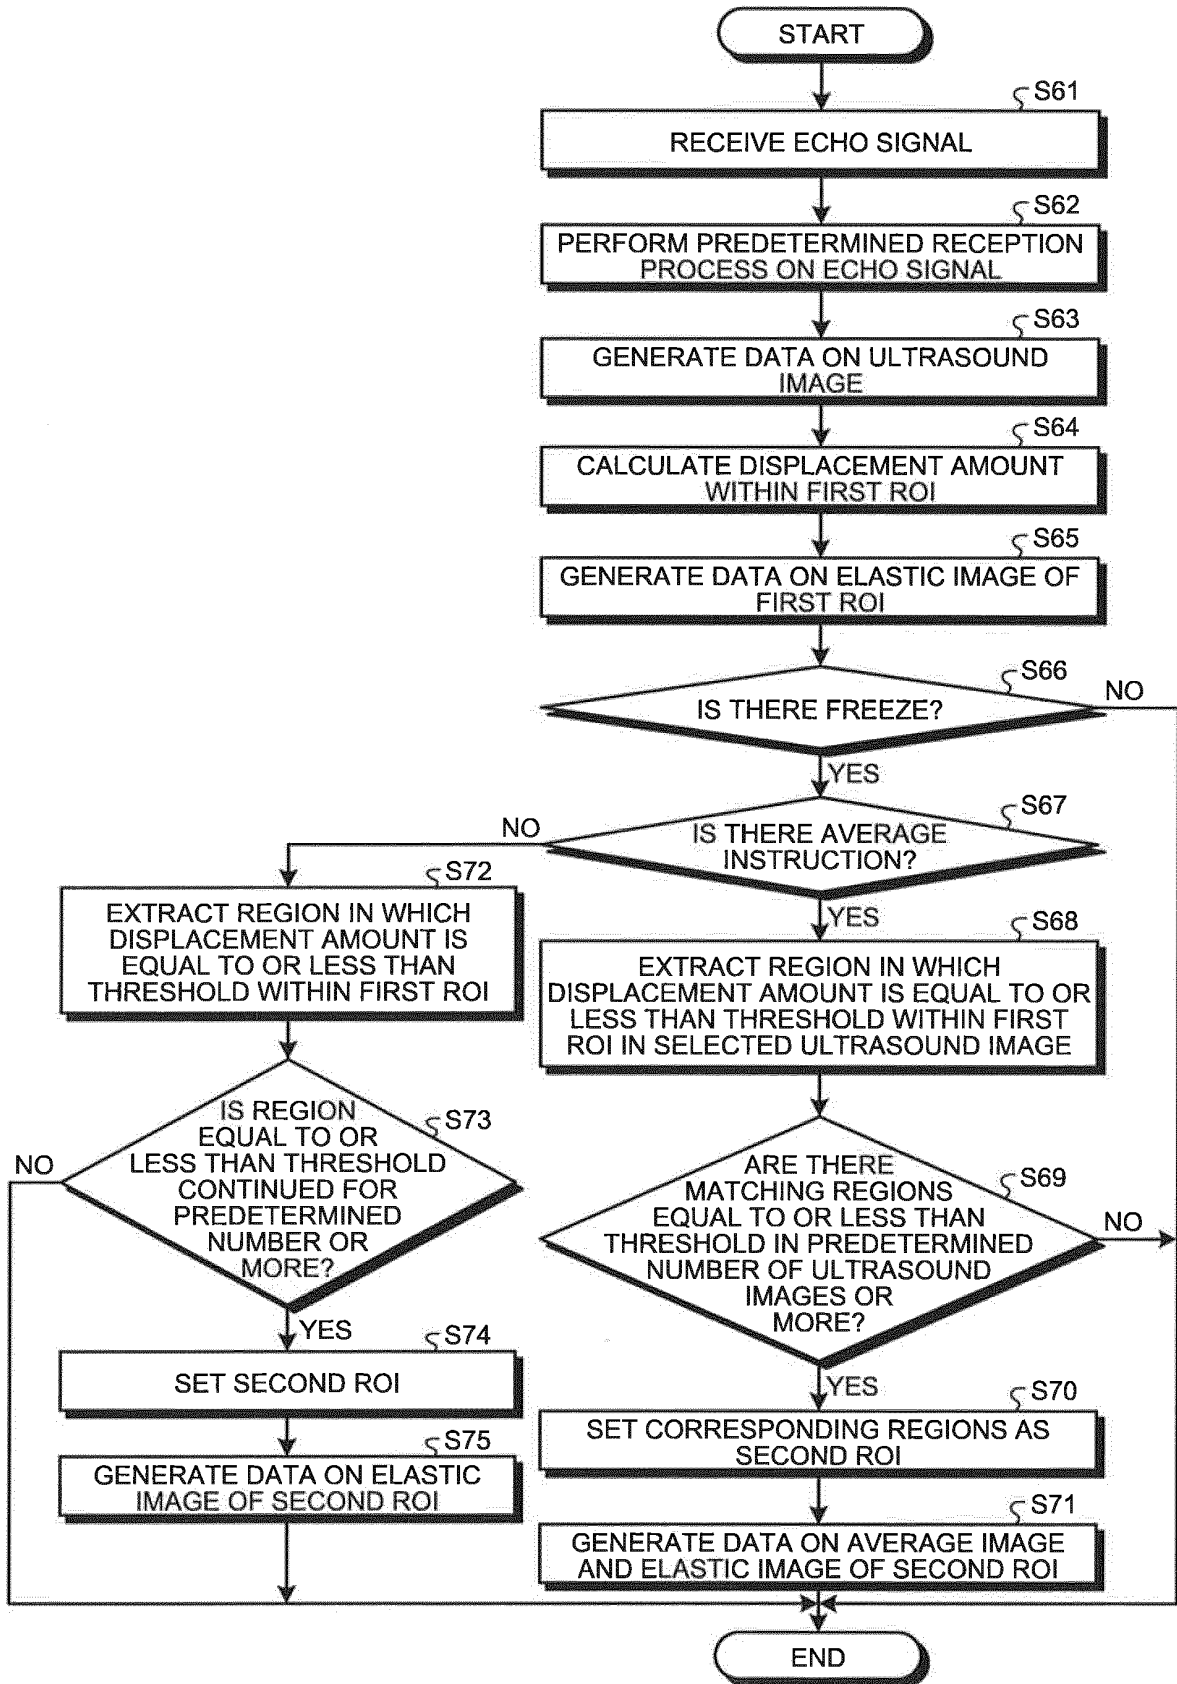 START
S61
RECEIVE ECHO SIGNAL
S62
PERFORM PREDETERMINED RECEPTION
PROCESS ON ECHO SIGNAL
S63
GENERATE DATA ON ULTRASOUND
IMAGE
S64
CALCULATE DISPLACEMENT AMOUNT
WITHIN FIRST ROI
S65
GENERATE DATA ON ELASTIC IMAGE OF
FIRST ROI
S66
IS THERE FREEZE?
NO
YES
S67
IS THERE AVERAGE
INSTRUCTION?
NO
YES
S72
EXTRACT REGION IN WHICH
DISPLACEMENT AMOUNT IS
EQUAL TO OR LESS THAN
THRESHOLD WITHIN FIRST ROI
S73
IS REGION
EQUAL TO OR
LESS THAN THRESHOLD
CONTINUED FOR
PREDETERMINED
NUMBER OR
MORE?
NO
YES
S74
SET SECOND ROI
S75
GENERATE DATA ON ELASTIC
IMAGE OF SECOND ROI
S68
EXTRACT REGION IN WHICH
DISPLACEMENT AMOUNT IS EQUAL TO OR
LESS THAN THRESHOLD WITHIN FIRST
ROI IN SELECTED ULTRASOUND IMAGE
S69
ARE THERE
MATCHING REGIONS
EQUAL TO OR LESS THAN
THRESHOLD IN PREDETERMINED
NUMBER OF ULTRASOUND
IMAGES OR
MORE?
NO
YES
S70
SET CORRESPONDING REGIONS AS
SECOND ROI
S71
GENERATE DATA ON AVERAGE IMAGE
AND ELASTIC IMAGE OF SECOND ROI
END